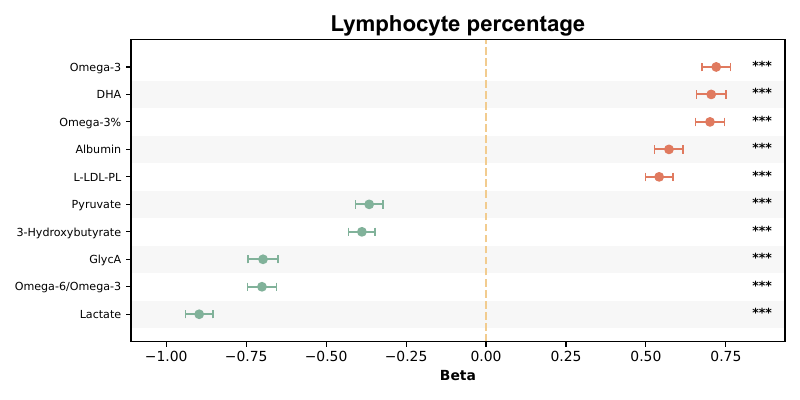 Lymphocyte percentage
Omega-3 ***
DHA ***
Omega-3% ***
Albumin ***
L-LDL-PL ***
Pyruvate ***
3-Hydroxybutyrate ***
GlycA ***
Omega-6/Omega-3 ***
Lactate ***
−1.00 −0.75 −0.50 −0.25 0.00 0.25 0.50 0.75
Beta